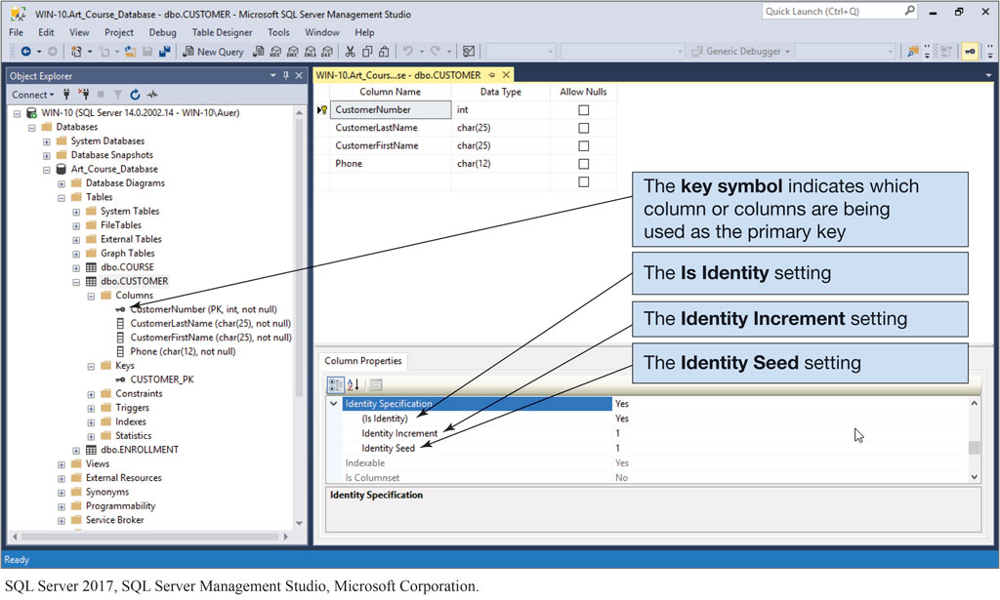 WIN-10.Art_Course_Database - dbo.CUSTOMER - Microsoft SQL Server Management Studio
Quick Launch (Ctrl+Q)
File Edit View Project Debug Table Designer Tools Window Help
New Query
Generic Debugger
Object Explorer
Connect
WIN-10 (SQL Server 14.0.2002.14 - WIN-10\Auer)
Databases
System Databases
Database Snapshots
Art_Course_Database
Database Diagrams
Tables
System Tables
FileTables
External Tables
Graph Tables
dbo.COURSE
dbo.CUSTOMER
Columns
CustomerNumber (PK, int, not null)
CustomerLastName (char(25), not null)
CustomerFirstName (char(25), not null)
Phone (char(12), not null)
Keys
CUSTOMER_PK
Constraints
Triggers
Indexes
Statistics
dbo.ENROLLMENT
Views
External Resources
Synonyms
Programmability
Service Broker
WIN-10.Art_Cours...se - dbo.CUSTOMER
Column Name Data Type Allow Nulls
CustomerNumber int
CustomerLastName char(25)
CustomerFirstName char(25)
Phone char(12)
The key symbol indicates which
column or columns are being
used as the primary key
The Is Identity setting
The Identity Increment setting
The Identity Seed setting
Column Properties
Identity Specification Yes
(Is Identity) Yes
Identity Increment 1
Identity Seed 1
Indexable Yes
Is Columnset No
Identity Specification
Ready
SQL Server 2017, SQL Server Management Studio, Microsoft Corporation.